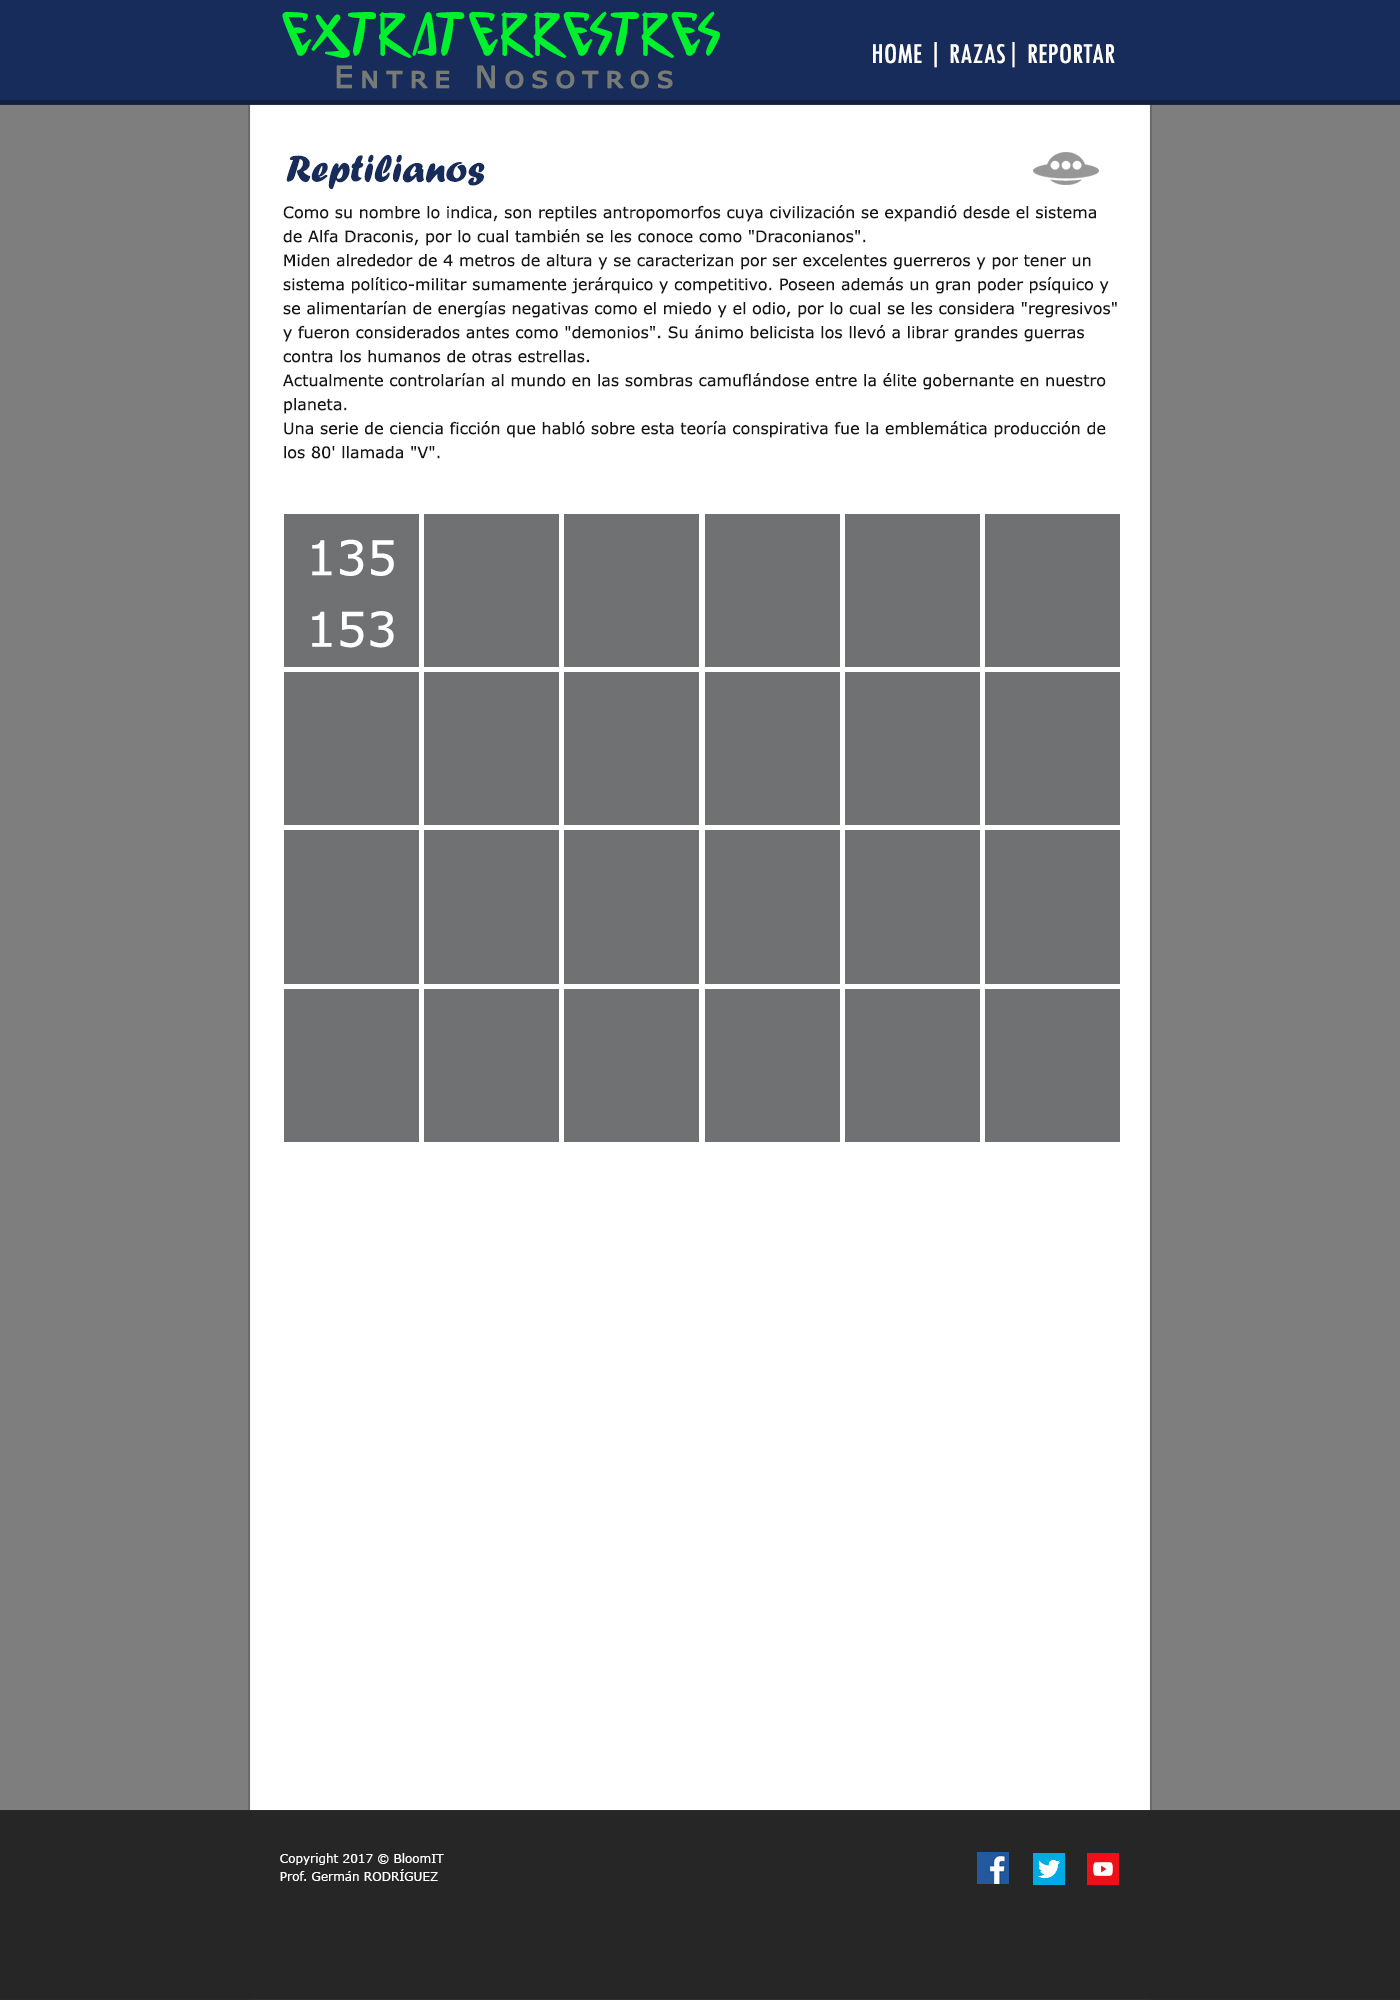 EXTRATERRESTRES
ENTRE NOSOTROS
HOME | RAZAS | REPORTAR
Reptilianos
Como su nombre lo indica, son reptiles antropomorfos cuya civilización se expandió desde el sistema
de Alfa Draconis, por lo cual también se les conoce como "Draconianos".
Miden alrededor de 4 metros de altura y se caracterizan por ser excelentes guerreros y por tener un
sistema político-militar sumamente jerárquico y competitivo. Poseen además un gran poder psíquico y
se alimentarían de energías negativas como el miedo y el odio, por lo cual se les considera "regresivos"
y fueron considerados antes como "demonios". Su ánimo belicista los llevó a librar grandes guerras
contra los humanos de otras estrellas.
Actualmente controlarían al mundo en las sombras camuflándose entre la élite gobernante en nuestro
planeta.
Una serie de ciencia ficción que habló sobre esta teoría conspirativa fue la emblemática producción de
los 80' llamada "V".
135
153
Copyright 2017 © BloomIT
Prof. Germán RODRÍGUEZ